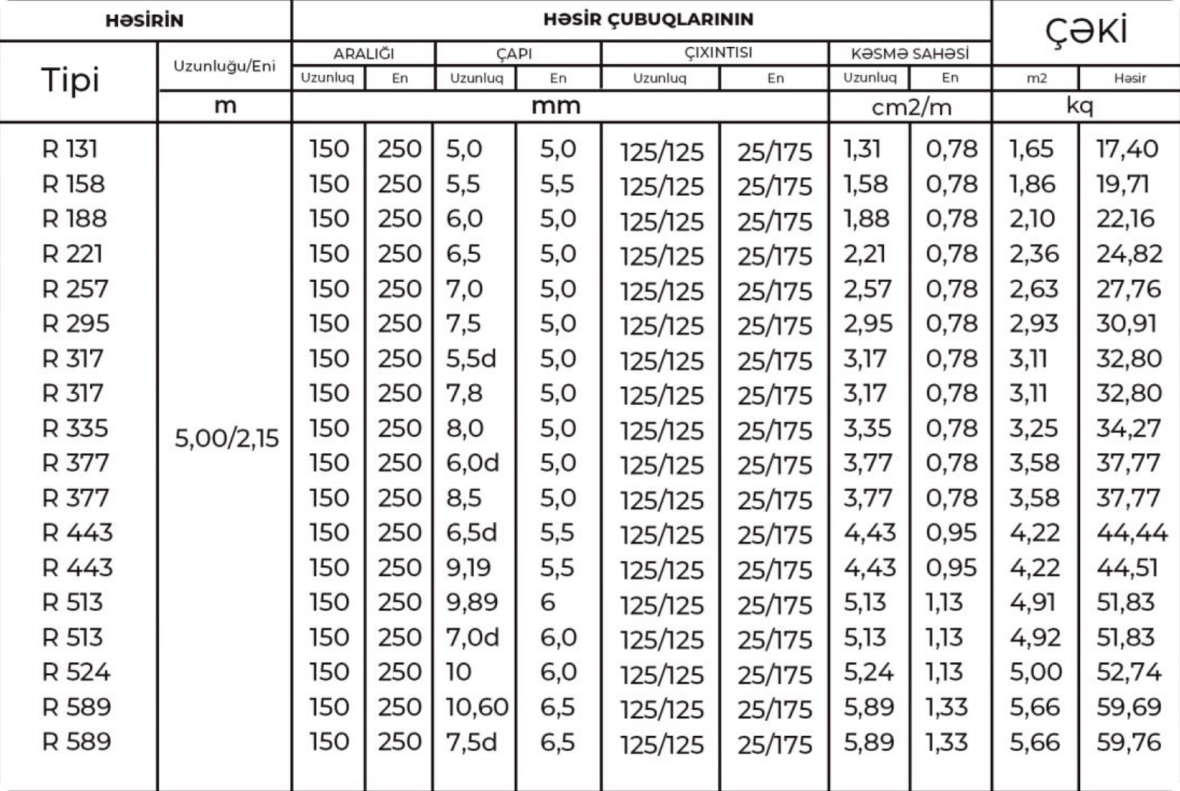 HƏSİRİN HƏSİR ÇUBUQLARININ ÇƏKİ
Tipi Uzunluğu/Eni ARALIĞI ÇAPI ÇIXINTISI KƏSMƏ SAHƏSİ
Uzunluq En Uzunluq En Uzunluq En Uzunluq En m2 Həsir
m mm cm2/m kq
R 131 150 250 5,0 5,0 125/125 25/175 1,31 0,78 1,65 17,40
R 158 150 250 5,5 5,5 125/125 25/175 1,58 0,78 1,86 19,71
R 188 150 250 6,0 5,0 125/125 25/175 1,88 0,78 2,10 22,16
R 221 150 250 6,5 5,0 125/125 25/175 2,21 0,78 2,36 24,82
R 257 150 250 7,0 5,0 125/125 25/175 2,57 0,78 2,63 27,76
R 295 150 250 7,5 5,0 125/125 25/175 2,95 0,78 2,93 30,91
R 317 150 250 5,5d 5,0 125/125 25/175 3,17 0,78 3,11 32,80
R 317 150 250 7,8 5,0 125/125 25/175 3,17 0,78 3,11 32,80
R 335 5,00/2,15 150 250 8,0 5,0 125/125 25/175 3,35 0,78 3,25 34,27
R 377 150 250 6,0d 5,0 125/125 25/175 3,77 0,78 3,58 37,77
R 377 150 250 8,5 5,0 125/125 25/175 3,77 0,78 3,58 37,77
R 443 150 250 6,5d 5,5 125/125 25/175 4,43 0,95 4,22 44,44
R 443 150 250 9,19 5,5 125/125 25/175 4,43 0,95 4,22 44,51
R 513 150 250 9,89 6 125/125 25/175 5,13 1,13 4,91 51,83
R 513 150 250 7,0d 6,0 125/125 25/175 5,13 1,13 4,92 51,83
R 524 150 250 10 6,0 125/125 25/175 5,24 1,13 5,00 52,74
R 589 150 250 10,60 6,5 125/125 25/175 5,89 1,33 5,66 59,69
R 589 150 250 7,5d 6,5 125/125 25/175 5,89 1,33 5,66 59,76